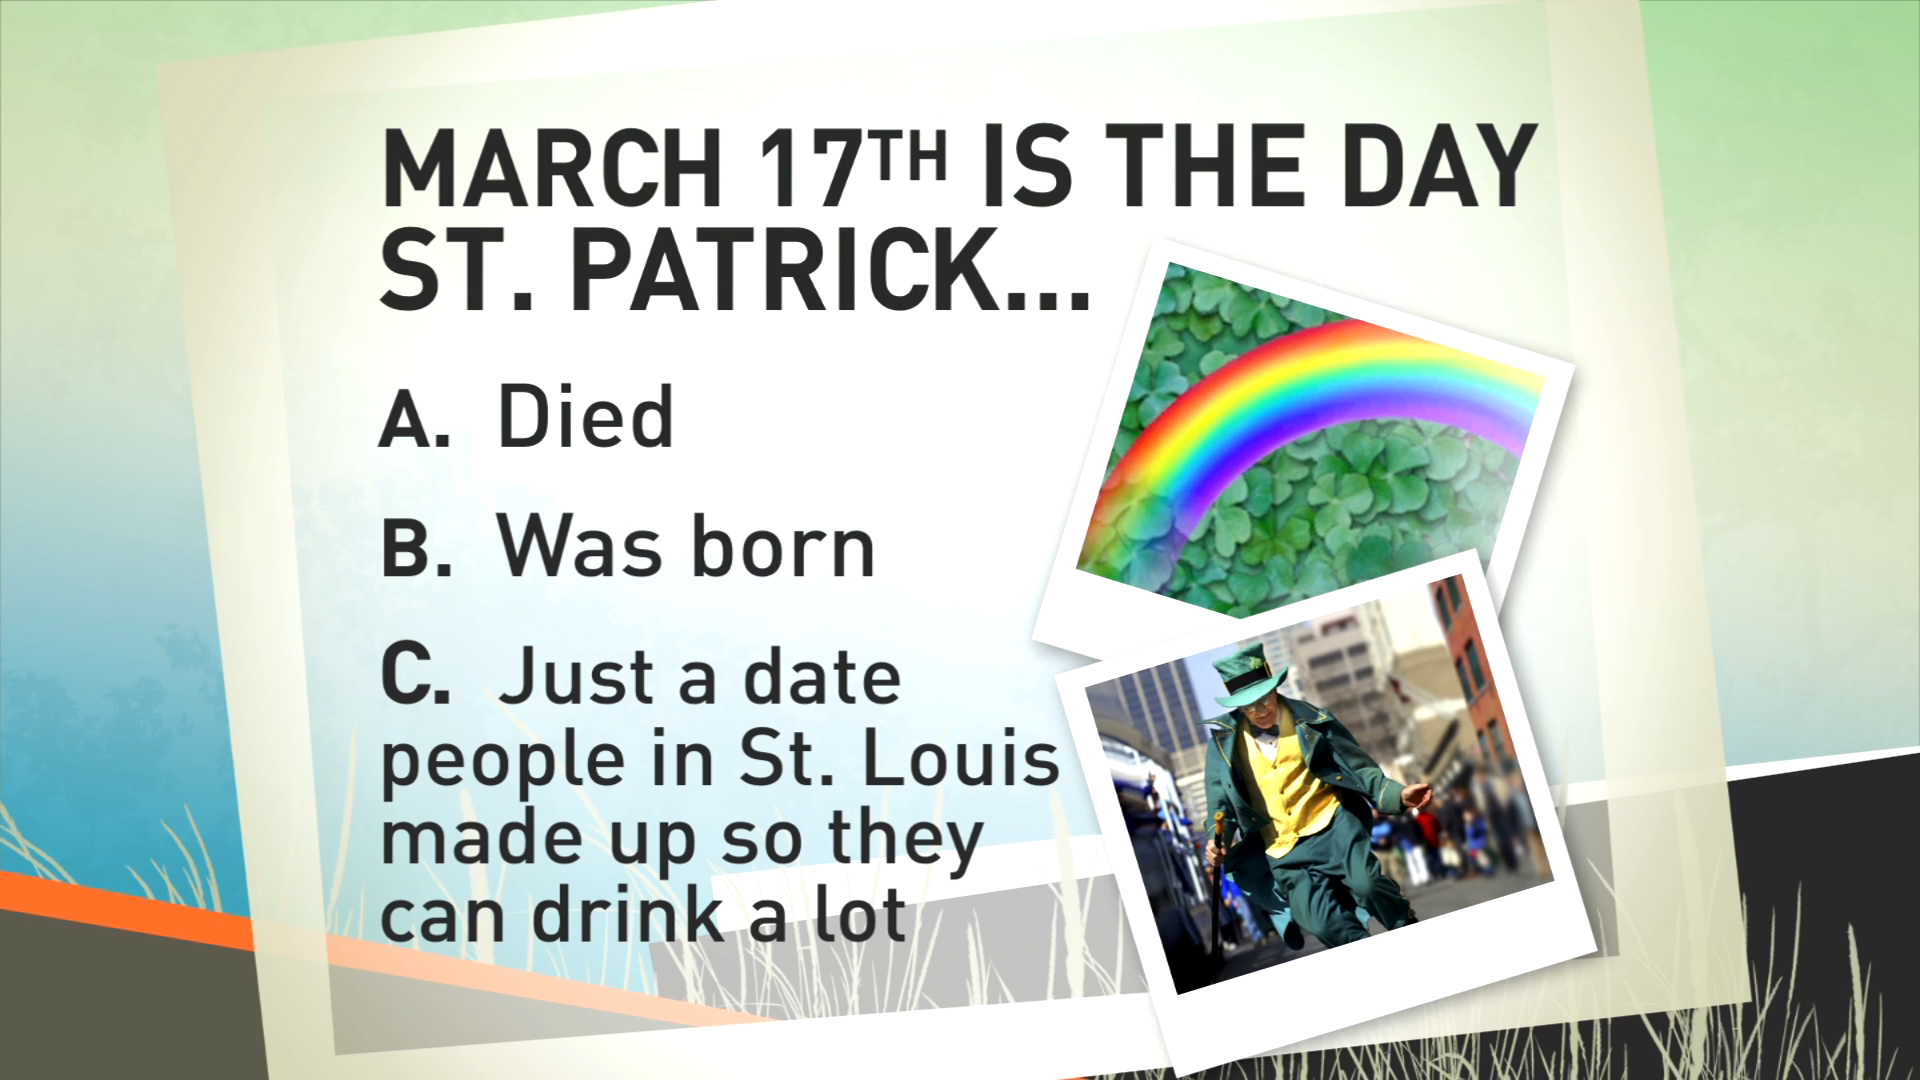 MARCH 17TH IS THE DAY
ST. PATRICK...
A. Died
B. Was born
C. Just a date
people in St. Louis
made up so they
can drink a lot